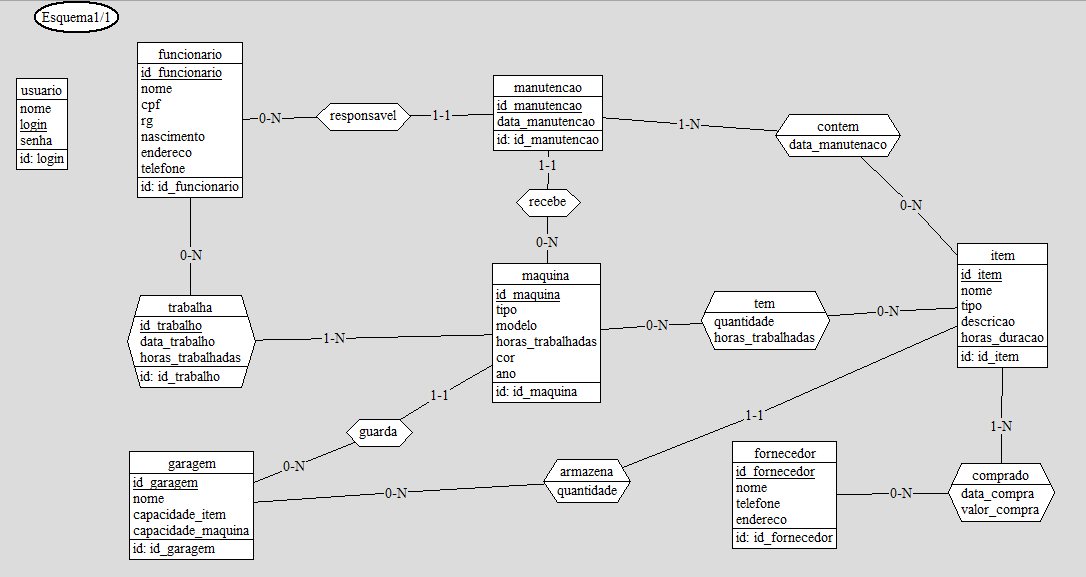 Esquema1/1
usuario
nome
login
senha
id: login
funcionario
id_funcionario
nome
cpf
rg
nascimento
endereco
telefone
id: id_funcionario
0-N
responsavel
1-1
manutencao
id_manutencao
data_manutencao
id: id_manutencao
1-N
contem
data_manutenaco
0-N
1-1
recebe
0-N
0-N
trabalha
id_trabalho
data_trabalho
horas_trabalhadas
id: id_trabalho
1-N
maquina
id_maquina
tipo
modelo
horas_trabalhadas
cor
ano
id: id_maquina
0-N
tem
quantidade
horas_trabalhadas
0-N
item
id_item
nome
tipo
descricao
horas_duracao
id: id_item
1-1
guarda
0-N
garagem
id_garagem
nome
capacidade_item
capacidade_maquina
id: id_garagem
0-N
armazena
quantidade
1-1
fornecedor
id_fornecedor
nome
telefone
endereco
id: id_fornecedor
0-N
comprado
data_compra
valor_compra
1-N